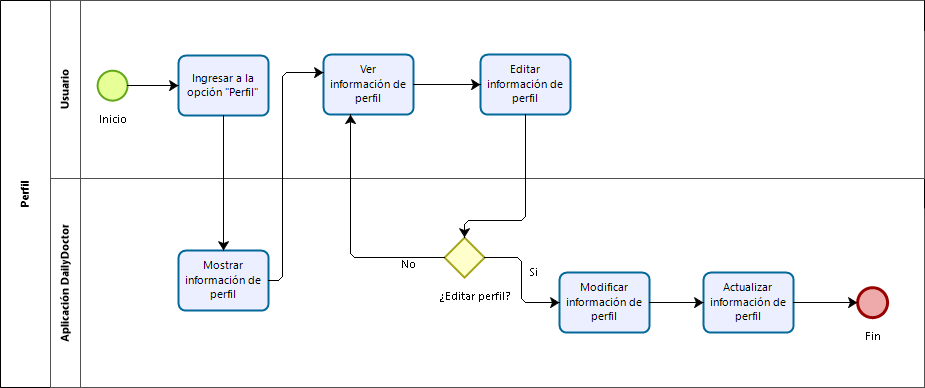 Perfil
Usuario
Inicio
Ingresar a la
opción "Perfil"
Ver
información de
perfil
Editar
información de
perfil
Aplicación DailyDoctor
Mostrar
información de
perfil
No
¿Editar perfil?
Si
Modificar
información de
perfil
Actualizar
información de
perfil
Fin